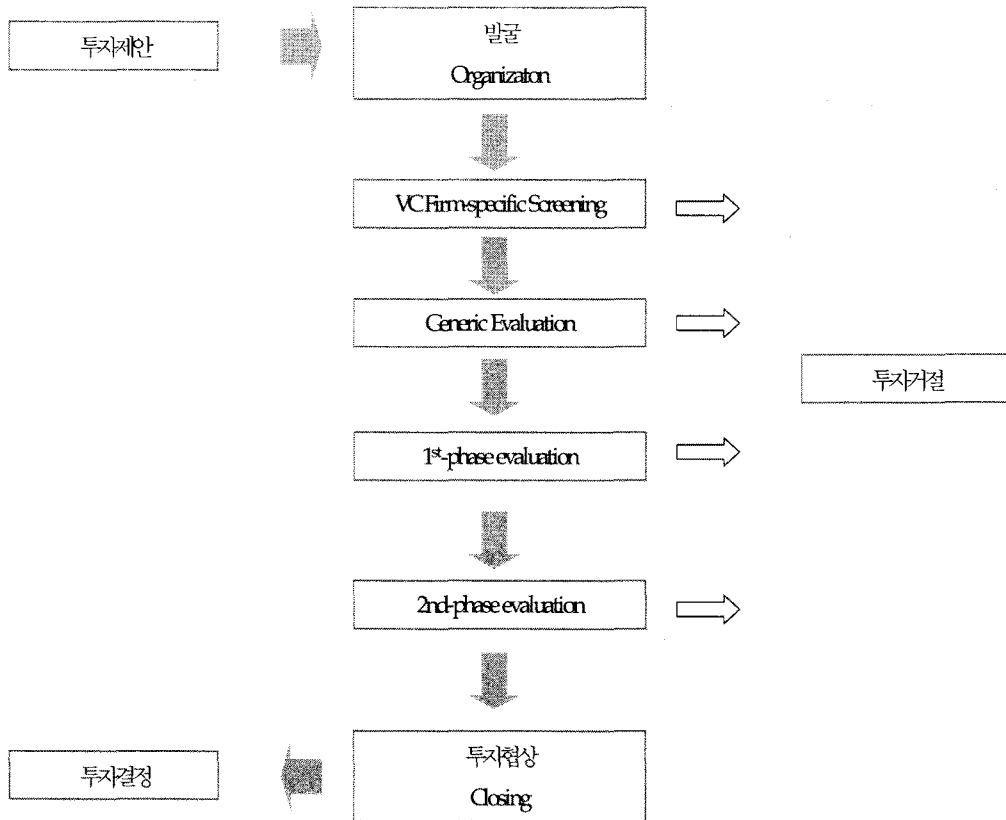 투자제안
발굴
Organizaton
VC Firm-specific Screening
Generic Evaluation
투자거절
1st-phase evaluation
2nd-phase evaluation
투자협상
Closing
투자결정